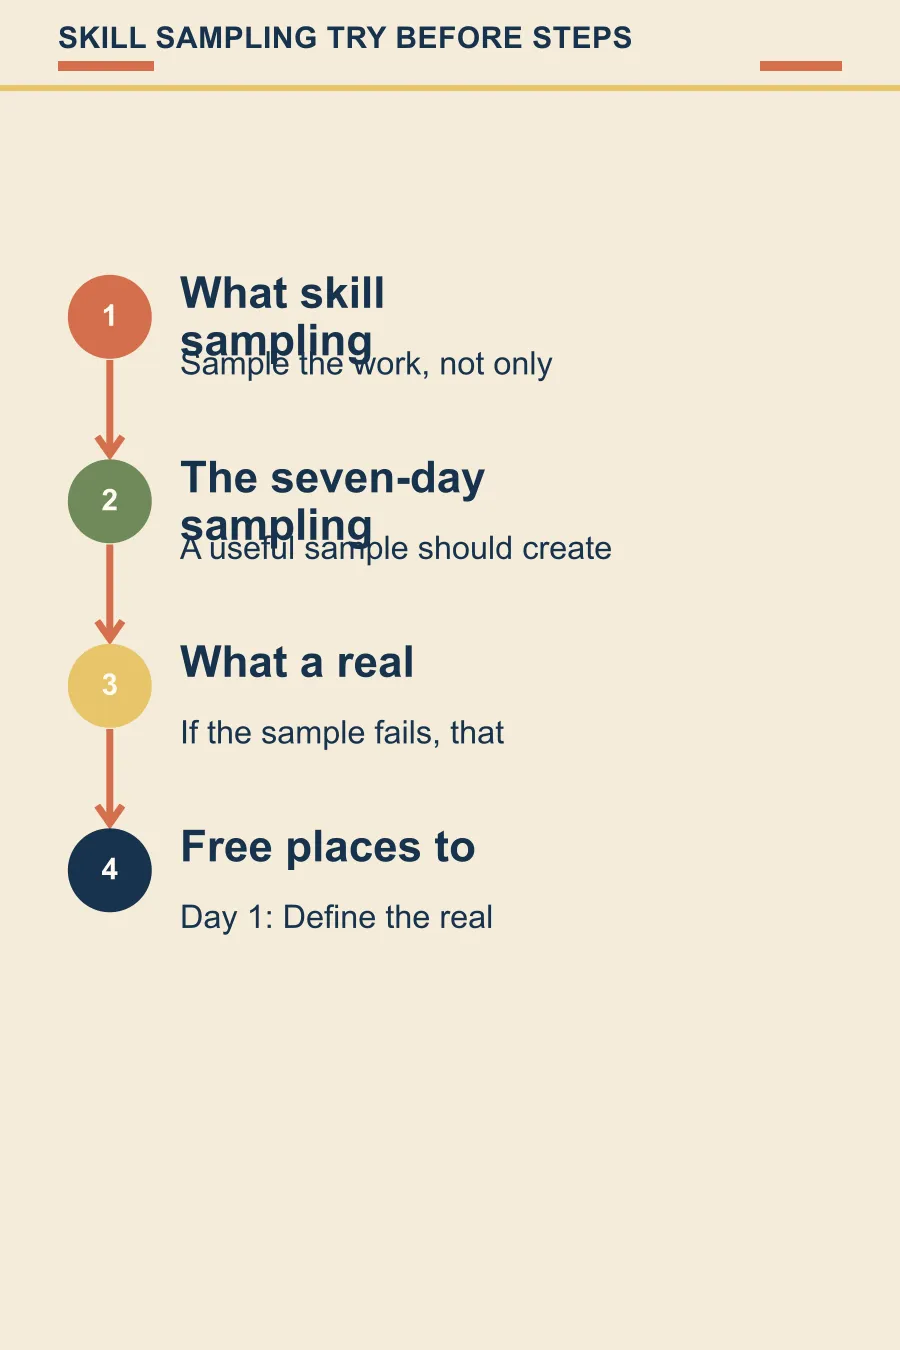 SKILL SAMPLING TRY BEFORE STEPS
1
What skill
sampling
Sample the work, not only
2
The seven-day
sampling
A useful sample should create
3
What a real
If the sample fails, that
4
Free places to
Day 1: Define the real